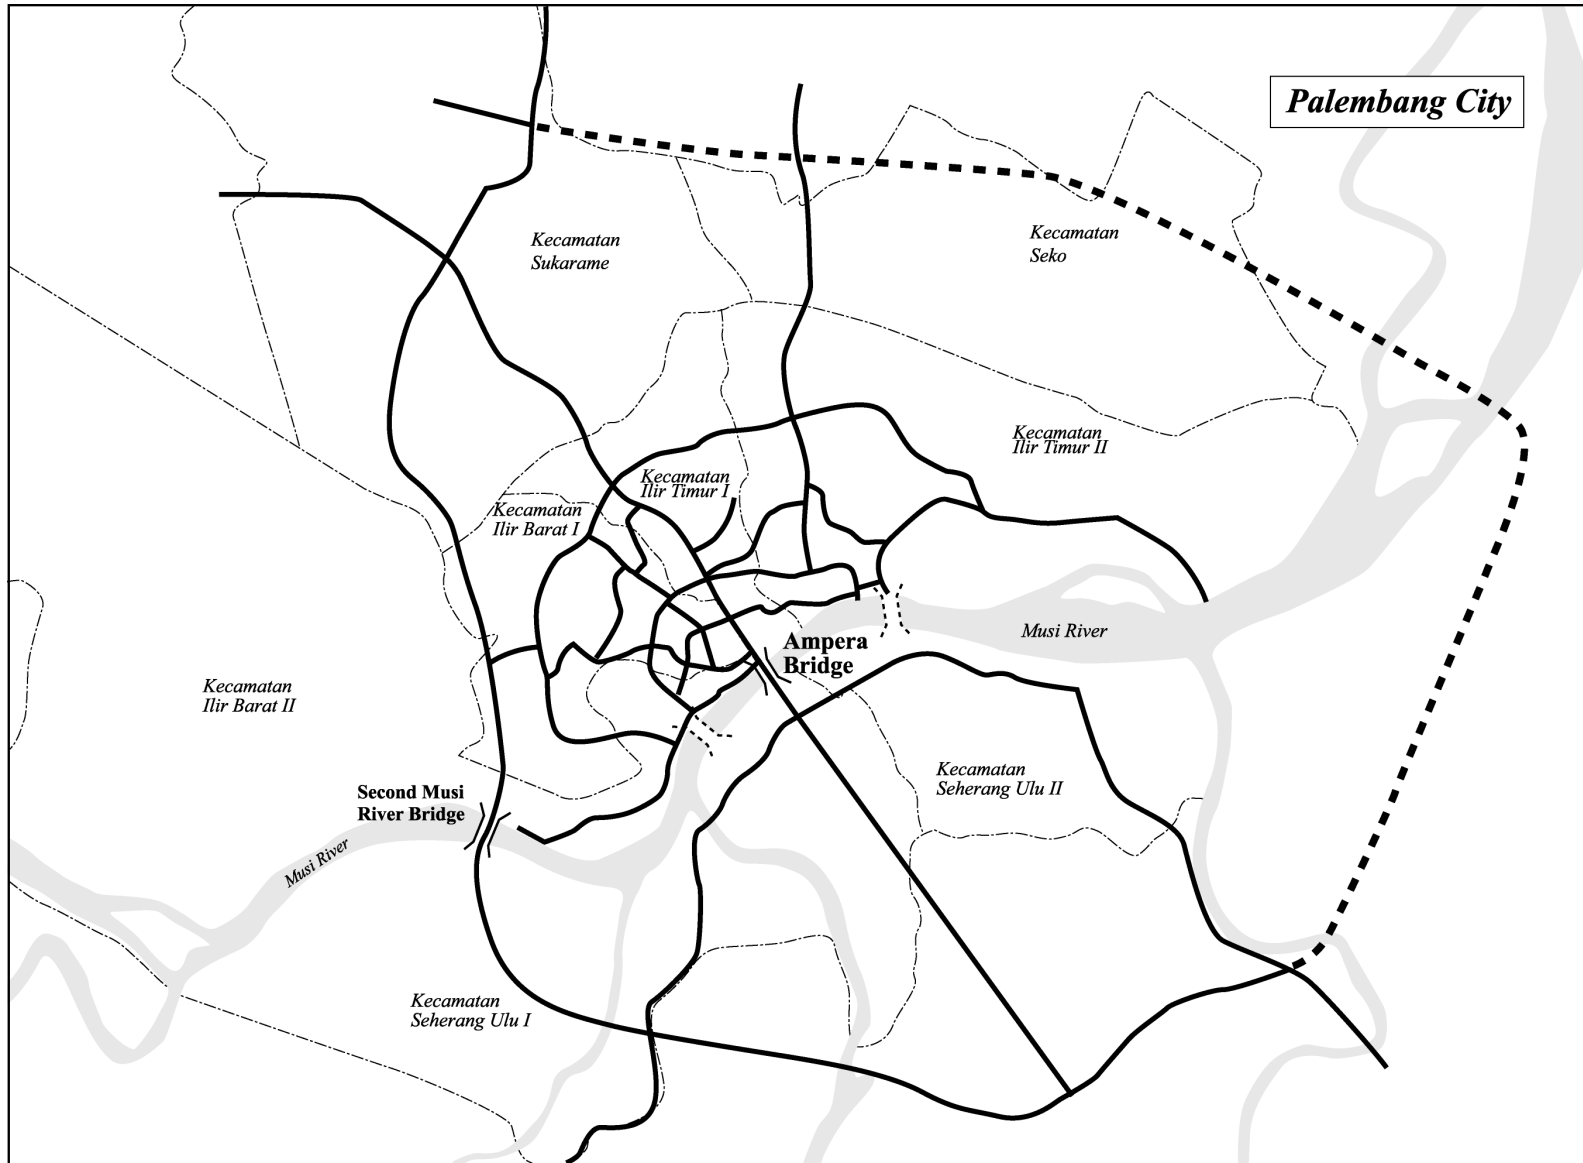 Palembang City
Kecamatan
Sukarame
Kecamatan
Seko
Kecamatan
Ilir Timur II
Kecamatan
Ilir Timur I
Kecamatan
Ilir Barat I
Musi River
Ampera
Bridge
Kecamatan
Ilir Barat II
Kecamatan
Seherang Ulu II
Second Musi
River Bridge
Musi River
Kecamatan
Seherang Ulu I